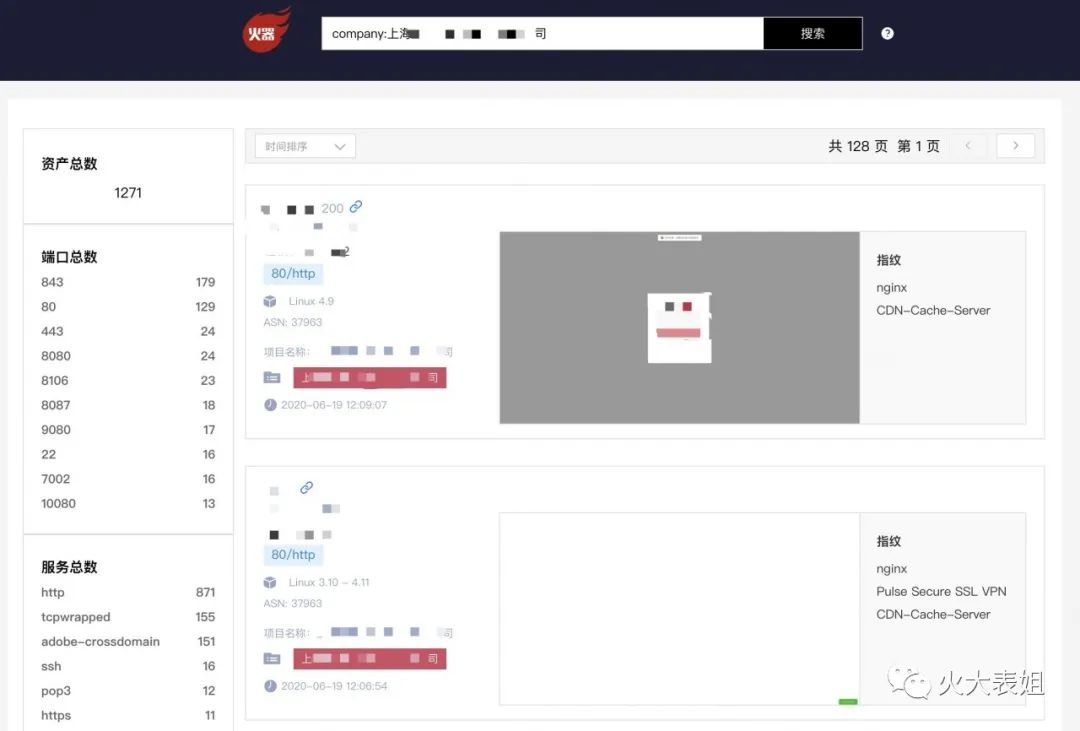 火器
company:上海
司
搜索
?
资产总数
1271
端口总数
843 179
80 129
443 24
8080 24
8106 23
8087 18
9080 17
22 16
7002 16
10080 13
服务总数
http 871
tcpwrapped 155
adobe-crossdomain 151
ssh 16
pop3 12
https 11
时间排序
共 128 页 第 1 页
200
80/http
Linux 4.9
ASN: 37963
项目名称:
司
上 司
2020-06-19 12:09:07
指纹
nginx
CDN-Cache-Server
80/http
Linux 3.10 - 4.11
ASN: 37963
项目名称:
司
上 司
2020-06-19 12:06:54
指纹
nginx
Pulse Secure SSL VPN
CDN-Cache-Server
火大表姐